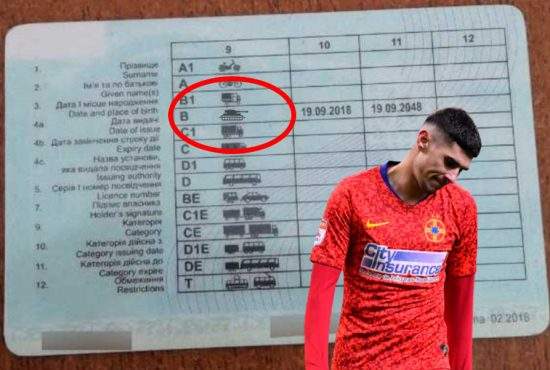 1. Прізвище
Surname
2. Ім'я та по батькові
Given name(s)
3. Дата і місце народження
Date and place of birth
4a. Дата видачі
Date of issue
4b. Дата закінчення строку дії
Expiry date
4c. Назва установи,
яка видала посвідчення
Issuing authority
5. Серія і номер посвідчення
Licence number
7. Підпис власника
Holder's signature
9. Категорія
Category
10. Категорія дійсна з
Category issuing date
11. Категорія дійсна до
Category expire
12. Обмеження
Restrictions
9 10 11 12
A1
A
B1
B 19.09.2018 19.09.2048
C1
C
D1
D
BE
C1E
CE
D1E
DE
T
02.2018
City
Insurance